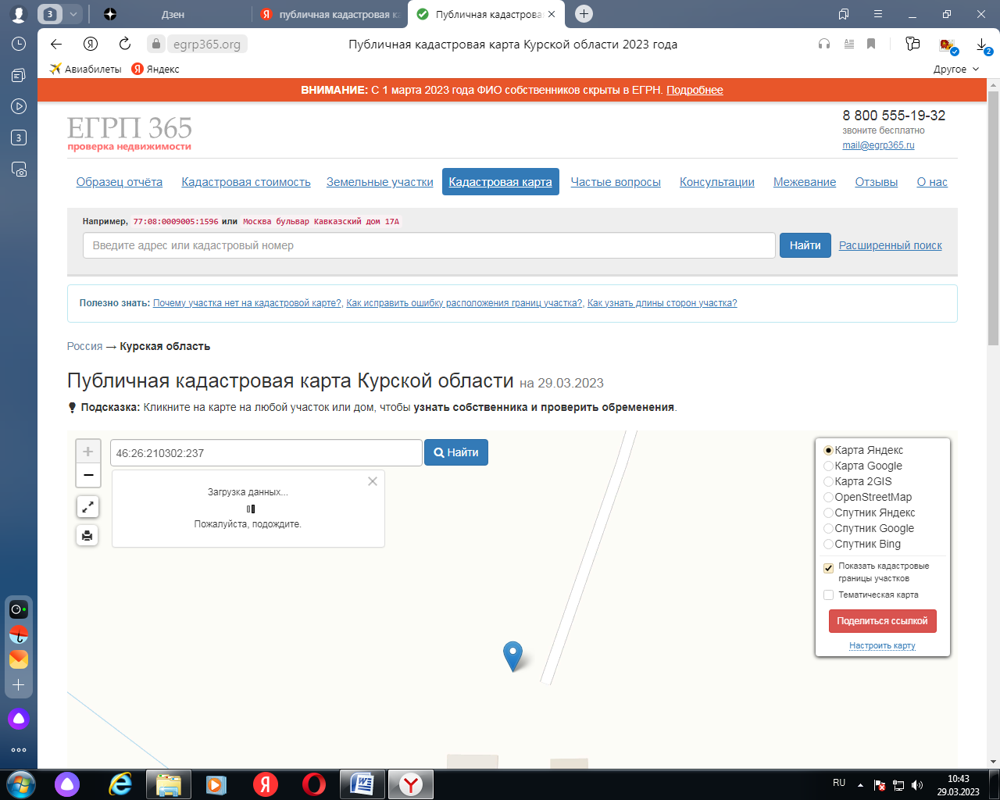 3
Дзен
публичная кадастровая к
Публичная кадастрова
egrp365.org
Публичная кадастровая карта Курской области 2023 года
2
Авиабилеты
Яндекс
Другое
3
ВНИМАНИЕ: С 1 марта 2023 года ФИО собственников скрыты в ЕГРН. Подробнее
ЕГРП 365
проверка недвижимости
8 800 555-19-32
звоните бесплатно
mail@egrp365.ru
Образец отчёта
Кадастровая стоимость
Земельные участки
Кадастровая карта
Частые вопросы
Консультации
Межевание
Отзывы
О нас
Например, 77:08:0009005:1596 или Москва бульвар Кавказский дом 17А
Введите адрес или кадастровый номер
Найти
Расширенный поиск
Полезно знать: Почему участка нет на кадастровой карте?, Как исправить ошибку расположения границ участка?, Как узнать длины сторон участка?
Россия → Курская область
Публичная кадастровая карта Курской области на 29.03.2023
Подсказка: Кликните на карте на любой участок или дом, чтобы узнать собственника и проверить обременения.
+
−
46:26:210302:237
Найти
Загрузка данных...
Пожалуйста, подождите.
Карта Яндекс
Карта Google
Карта 2GIS
OpenStreetMap
Спутник Яндекс
Спутник Google
Спутник Bing
Показать кадастровые
границы участков
Тематическая карта
Поделиться ссылкой
Настроить карту
RU
10:43
29.03.2023